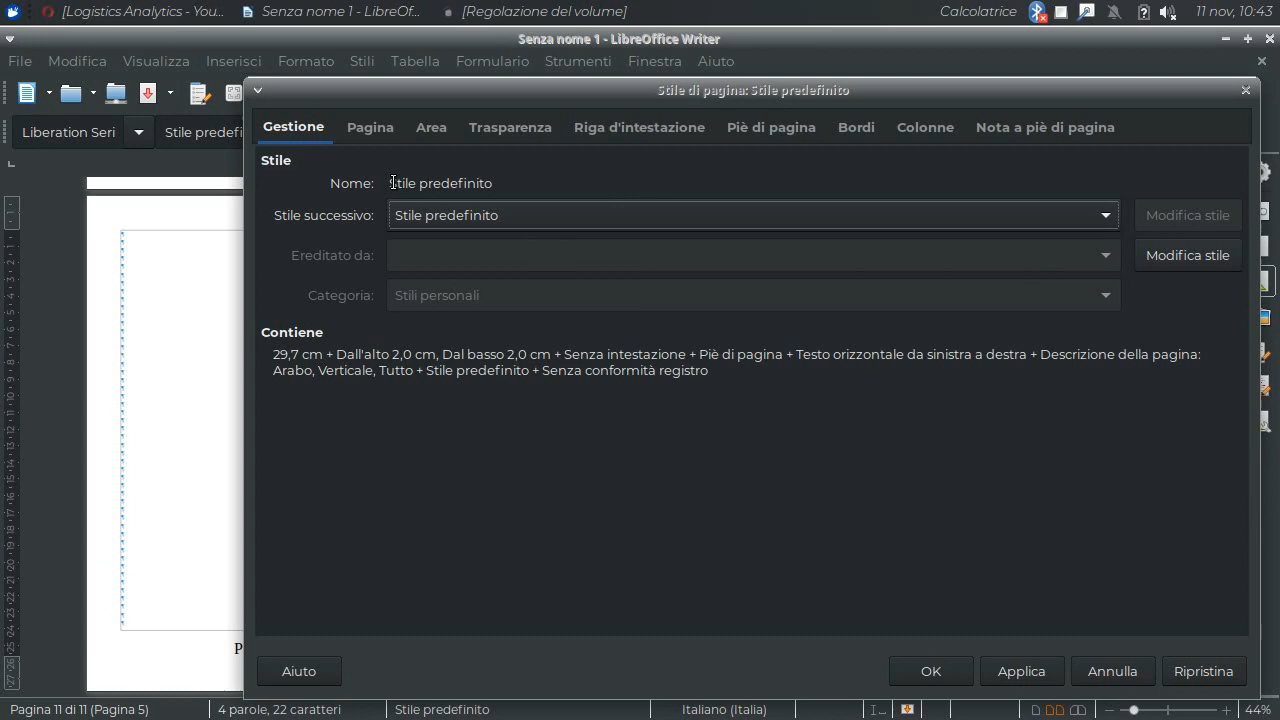 [Logistics Analytics - You...
Senza nome 1 - LibreOf...
[Regolazione del volume]
Calcolatrice
11 nov, 10:43
Senza nome 1 - LibreOffice Writer
File Modifica Visualizza Inserisci Formato Stili Tabella Formulario Strumenti Finestra Aiuto
Stile di pagina: Stile predefinito
Liberation Seri
Stile predefi
Gestione Pagina Area Trasparenza Riga d'intestazione Piè di pagina Bordi Colonne Nota a piè di pagina
Stile
Nome: Stile predefinito
Stile successivo: Stile predefinito Modifica stile
Ereditato da: Modifica stile
Categoria: Stili personali
Contiene
29,7 cm + Dall'alto 2,0 cm, Dal basso 2,0 cm + Senza intestazione + Piè di pagina + Testo orizzontale da sinistra a destra + Descrizione della pagina:
Arabo, Verticale, Tutto + Stile predefinito + Senza conformità registro
P
Aiuto OK Applica Annulla Ripristina
Pagina 11 di 11 (Pagina 5) 4 parole, 22 caratteri Stile predefinito Italiano (Italia) 44%